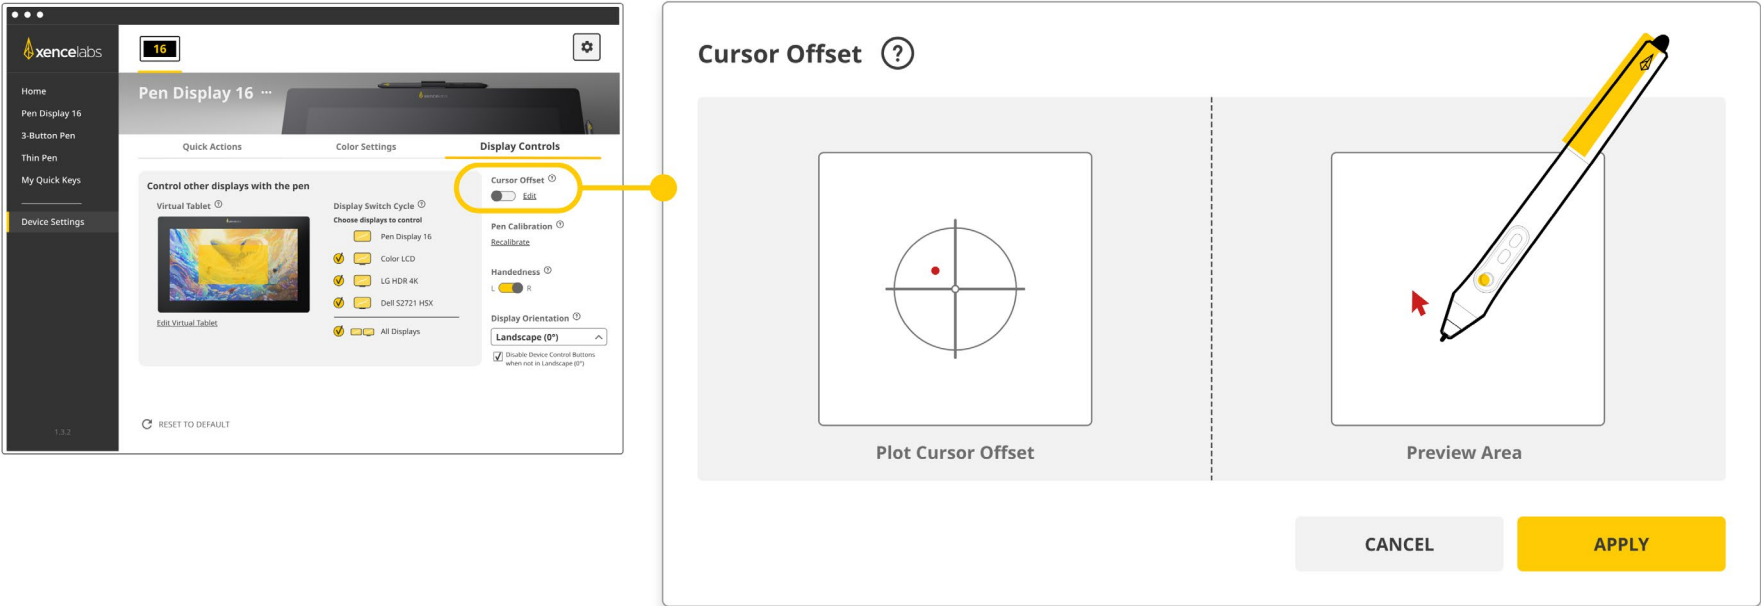 xencelabs
16
Home
Pen Display 16
3-Button Pen
Thin Pen
My Quick Keys
Device Settings
1.3.2
Pen Display 16 ···
Quick Actions
Color Settings
Display Controls
Control other displays with the pen
Virtual Tablet ?
Edit Virtual Tablet
Display Switch Cycle ?
Choose displays to control
Pen Display 16
Color LCD
LG HDR 4K
Dell S2721 HSX
All Displays
Cursor Offset ?
Edit
Pen Calibration ?
Recalibrate
Handedness ?
L R
Display Orientation ?
Landscape (0°)
Disable Device Control Buttons
when not in Landscape (0°)
RESET TO DEFAULT
Cursor Offset ?
Plot Cursor Offset
Preview Area
CANCEL
APPLY